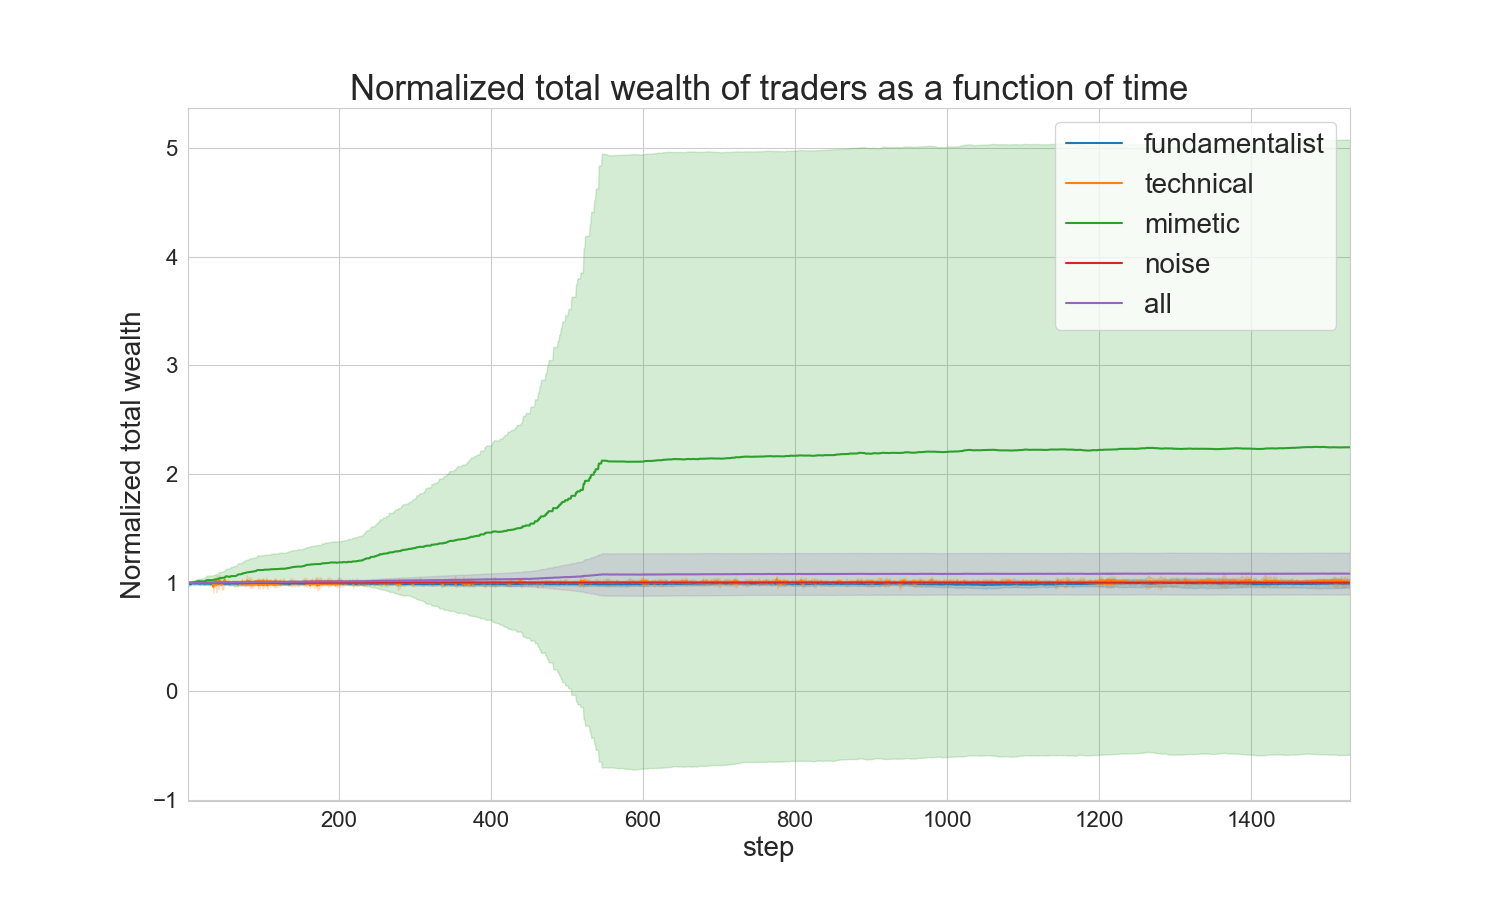 Normalized total wealth of traders as a function of time
Normalized total wealth
5
4
3
2
1
0
−1
fundamentalist
technical
mimetic
noise
all
200 400 600 800 1000 1200 1400
step